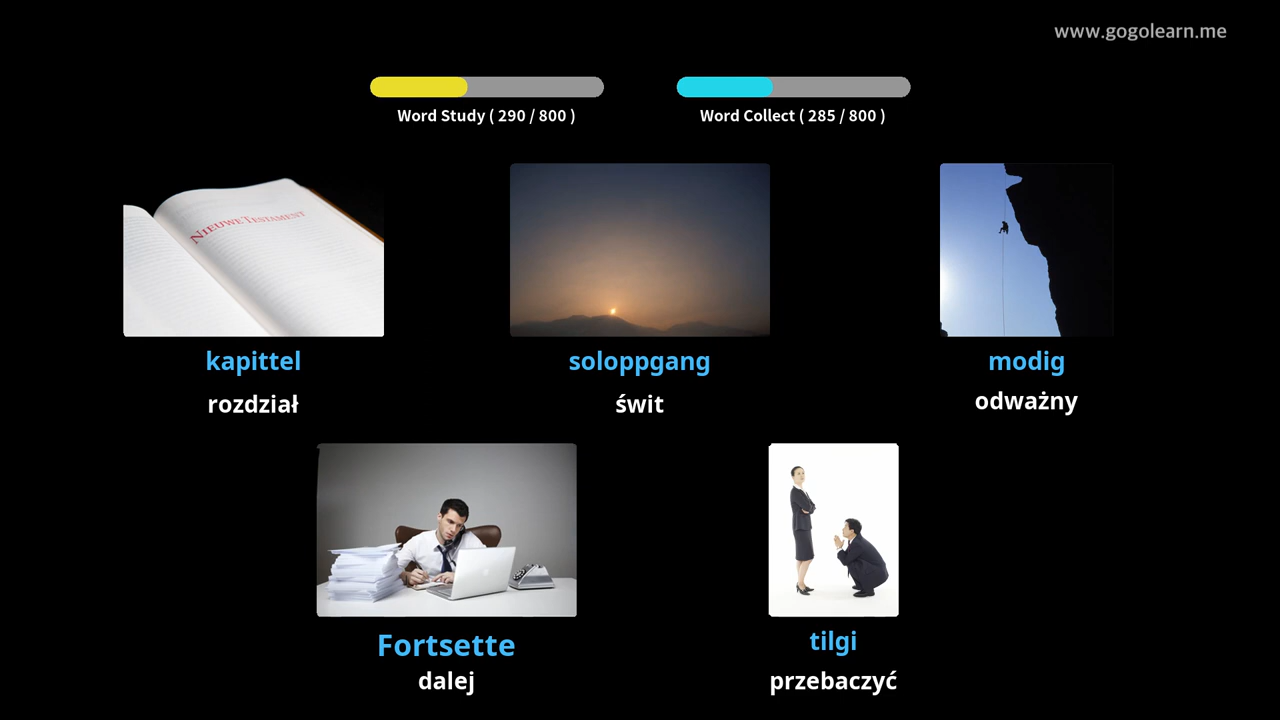 www.gogolearn.me
Word Study ( 290 / 800 )
Word Collect ( 285 / 800 )
NIEUWE TESTAMENT
kapittel
soloppgang
modig
rozdział
świt
odważny
Fortsette
tilgi
dalej
przebaczyć